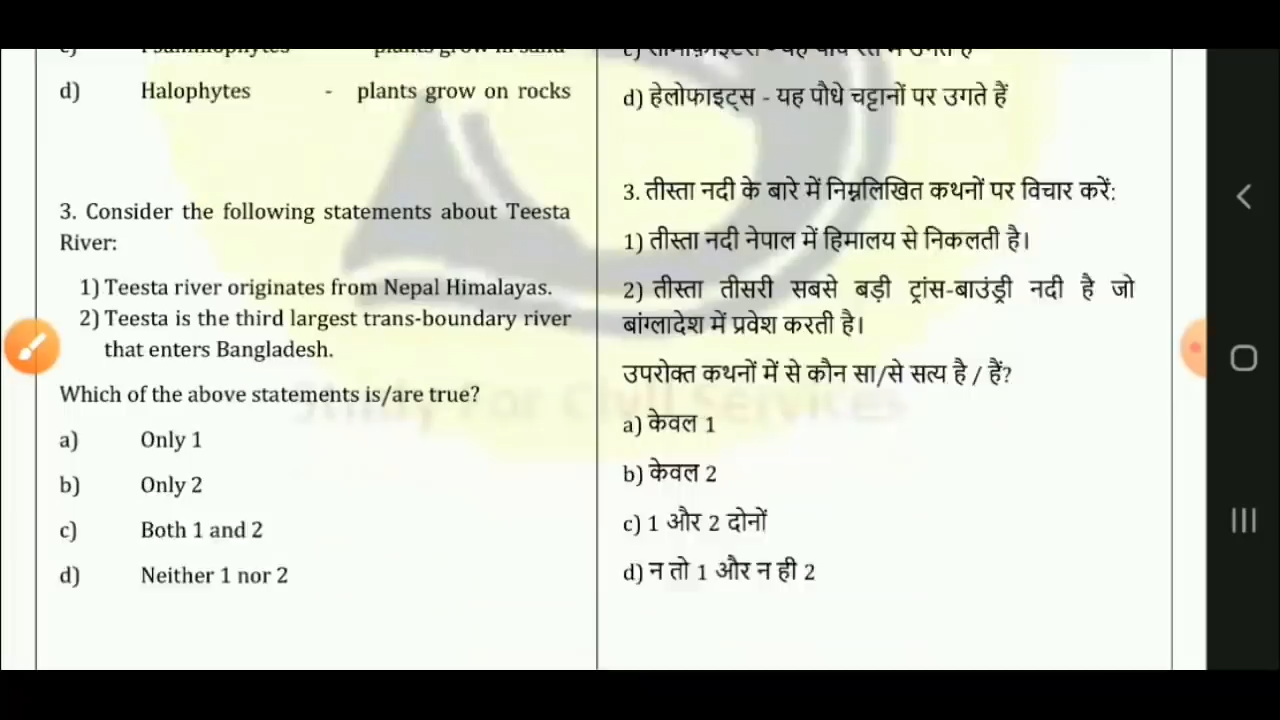 d) Halophytes - plants grow on rocks
3. Consider the following statements about Teesta
River:
1) Teesta river originates from Nepal Himalayas.
2) Teesta is the third largest trans-boundary river
that enters Bangladesh.
Which of the above statements is/are true?
a) Only 1
b) Only 2
c) Both 1 and 2
d) Neither 1 nor 2
d) हेलोफाइट्स - यह पौधे चट्टानों पर उगते हैं
3. तीस्ता नदी के बारे में निम्नलिखित कथनों पर विचार करें:
1) तीस्ता नदी नेपाल में हिमालय से निकलती है।
2) तीस्ता तीसरी सबसे बड़ी ट्रांस-बाउंड्री नदी है जो
बांग्लादेश में प्रवेश करती है।
उपरोक्त कथनों में से कौन सा/से सत्य है / हैं?
a) केवल 1
b) केवल 2
c) 1 और 2 दोनों
d) न तो 1 और न ही 2
Study For Civil Services